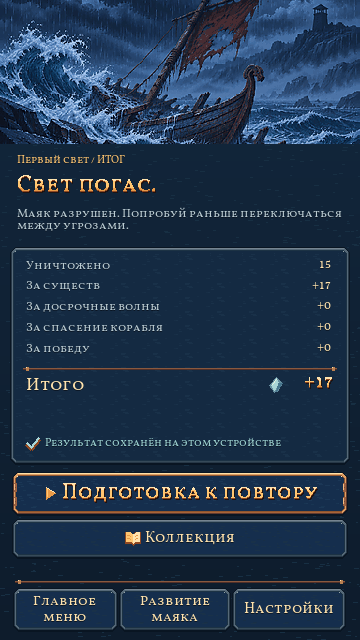 Первый свет / ИТОГ
Свет погас.
Маяк разрушен. Попробуй раньше переключаться
между угрозами.
Уничтожено 15
За существ +17
За досрочные волны +0
За спасение корабля +0
За победу +0
Итого +17
Результат сохранён на этом устройстве
Подготовка к повтору
Коллекция
Главное
меню
Развитие
маяка
Настройки